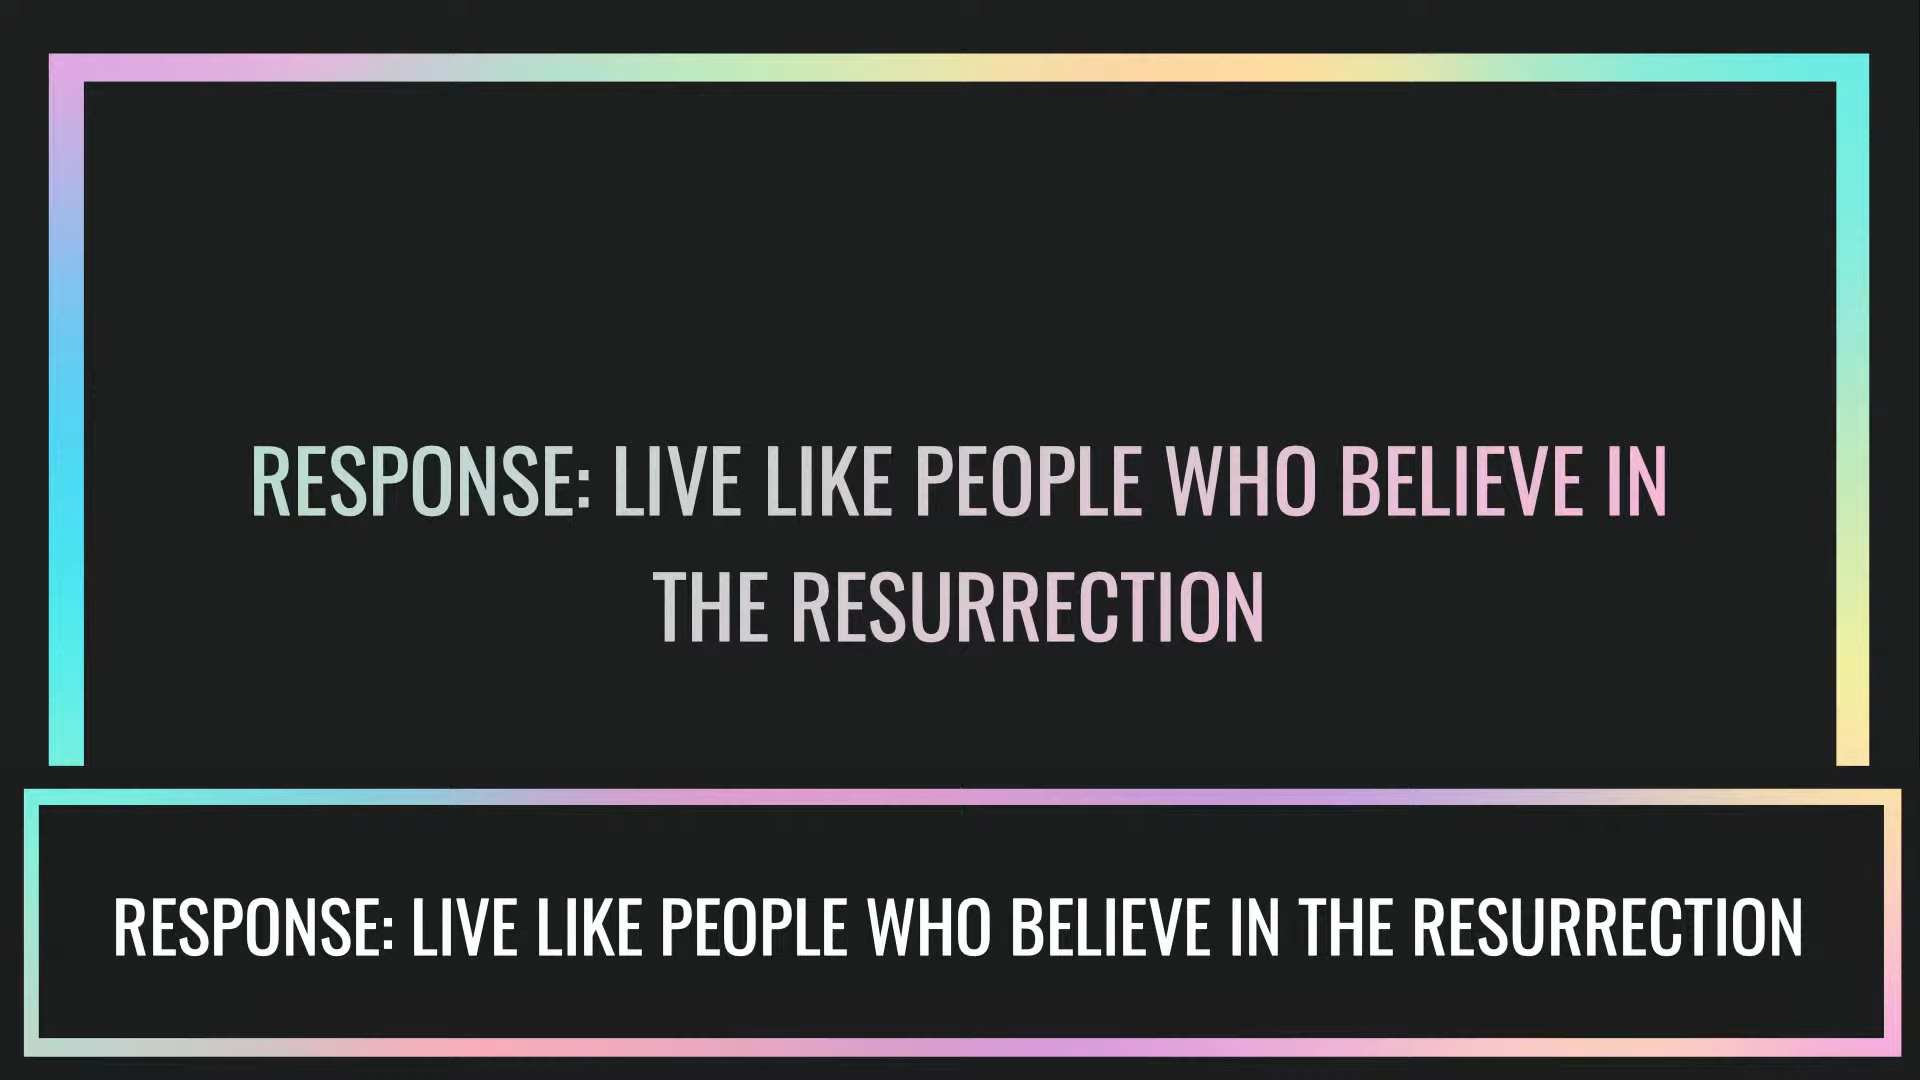 RESPONSE: LIVE LIKE PEOPLE WHO BELIEVE IN
THE RESURRECTION
RESPONSE: LIVE LIKE PEOPLE WHO BELIEVE IN THE RESURRECTION